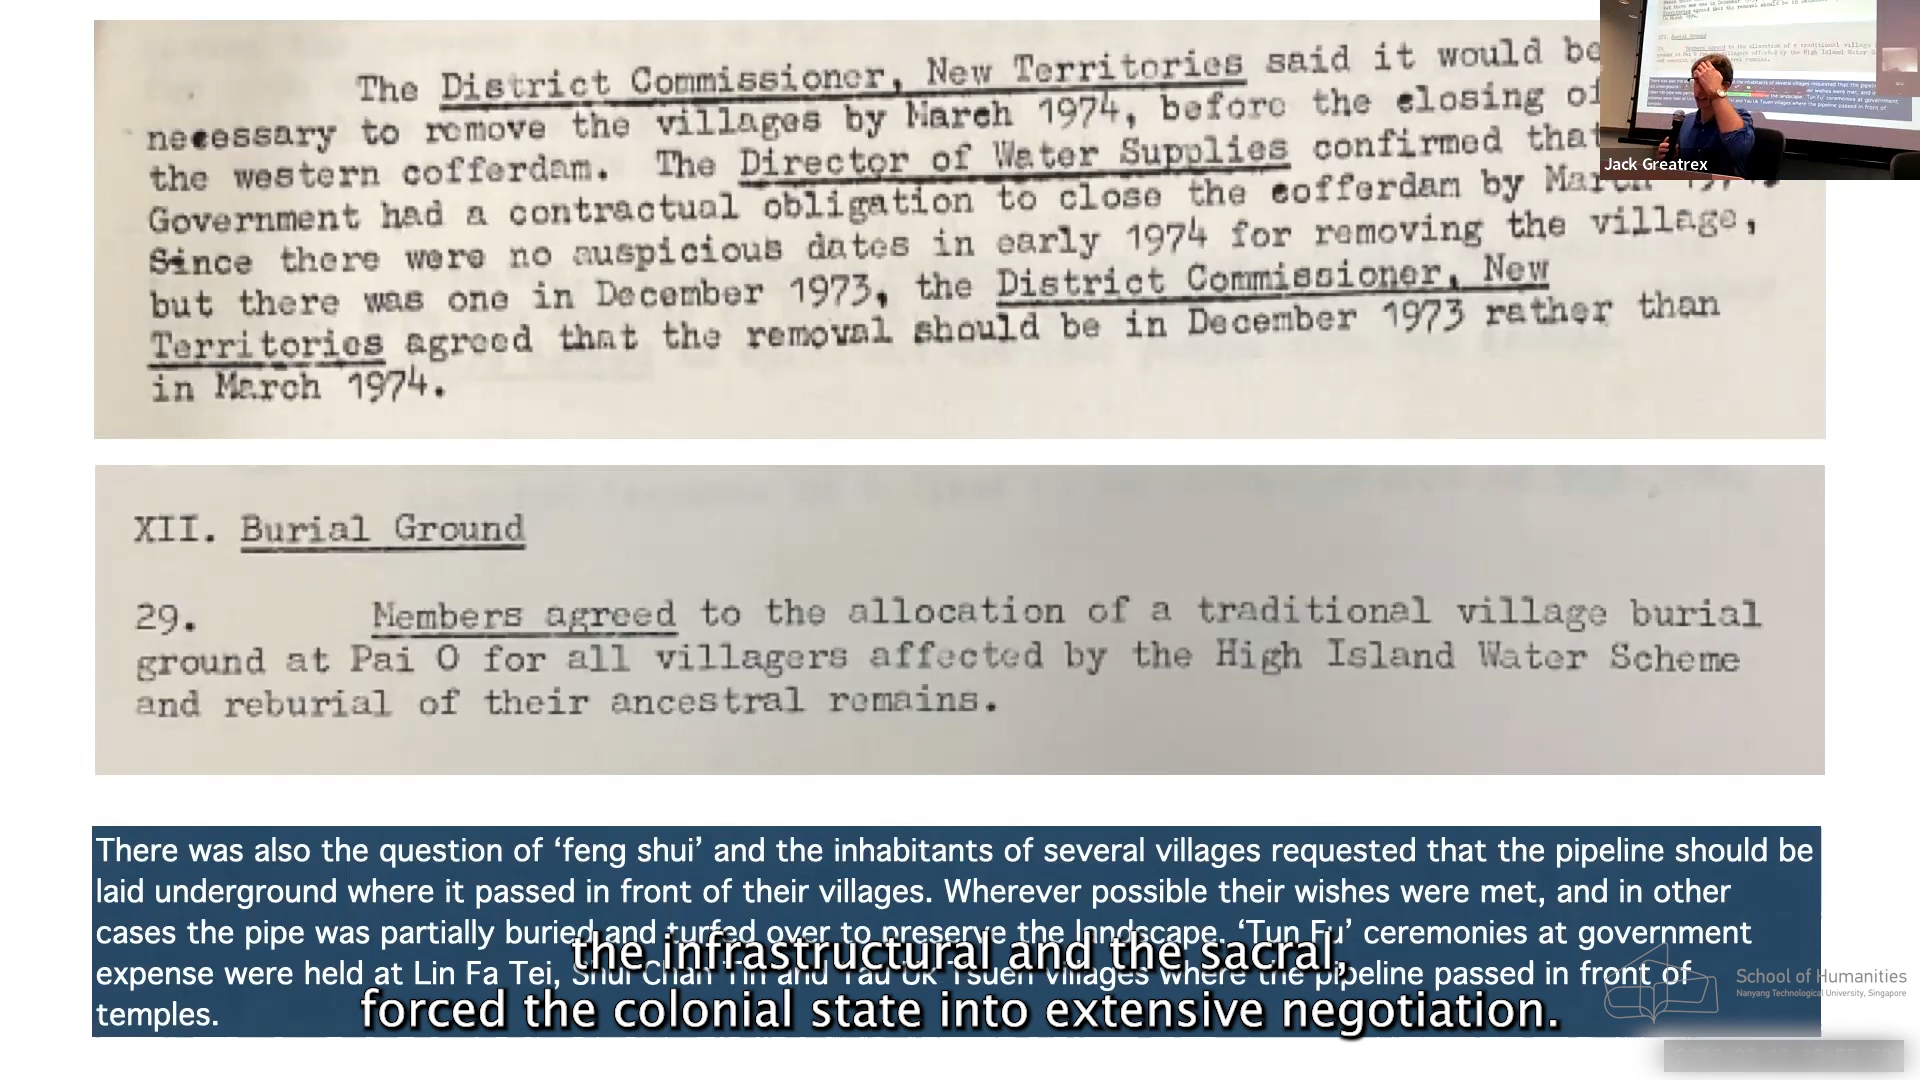 The District Commissioner, New Territories said it would be
necessary to remove the villages by March 1974, before the closing of
the western cofferdam. The Director of Water Supplies confirmed that
Government had a contractual obligation to close the cofferdam by March
Since there were no auspicious dates in early 1974 for removing the village,
but there was one in December 1973, the District Commissioner, New
Territories agreed that the removal should be in December 1973 rather than
in March 1974.
Jack Greatrex
XII. Burial Ground
29. Members agreed to the allocation of a traditional village burial
ground at Pai O for all villagers affected by the High Island Water Scheme
and reburial of their ancestral remains.
There was also the question of ‘feng shui’ and the inhabitants of several villages requested that the pipeline should be
laid underground where it passed in front of their villages. Wherever possible their wishes were met, and in other
cases the pipe was partially buried and turfed over to preserve the landscape. ‘Tun Fu’ ceremonies at government
expense were held at Lin Fa Tei, Shui Chan Tin and Tau Uk Tsuen villages where the pipeline passed in front of
temples.
the infrastructural and the sacral,
forced the colonial state into extensive negotiation.
School of Humanities
Nanyang Technological University, Singapore